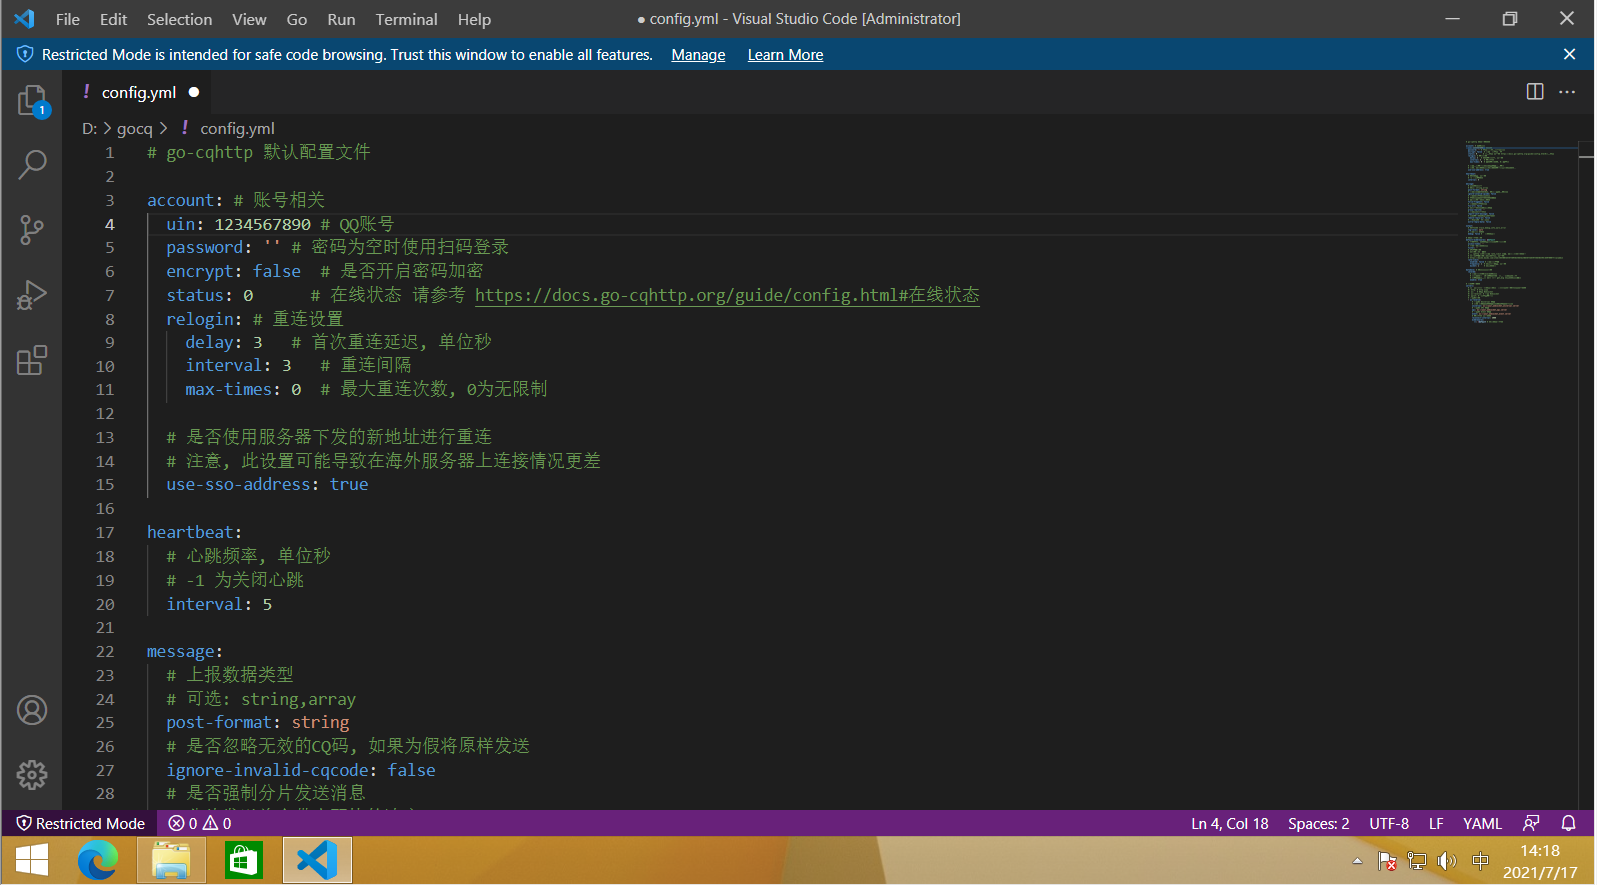 File Edit Selection View Go Run Terminal Help ● config.yml - Visual Studio Code [Administrator]
Restricted Mode is intended for safe code browsing. Trust this window to enable all features. Manage Learn More
! config.yml ●
1
D: > gocq > ! config.yml
1 # go-cqhttp 默认配置文件
2
3 account: # 账号相关
4 uin: 1234567890 # QQ账号
5 password: '' # 密码为空时使用扫码登录
6 encrypt: false # 是否开启密码加密
7 status: 0 # 在线状态 请参考 https://docs.go-cqhttp.org/guide/config.html#在线状态
8 relogin: # 重连设置
9 delay: 3 # 首次重连延迟, 单位秒
10 interval: 3 # 重连间隔
11 max-times: 0 # 最大重连次数, 0为无限制
12
13 # 是否使用服务器下发的新地址进行重连
14 # 注意, 此设置可能导致在海外服务器上连接情况更差
15 use-sso-address: true
16
17 heartbeat:
18 # 心跳频率, 单位秒
19 # -1 为关闭心跳
20 interval: 5
21
22 message:
23 # 上报数据类型
24 # 可选: string,array
25 post-format: string
26 # 是否忽略无效的CQ码, 如果为假将原样发送
27 ignore-invalid-cqcode: false
28 # 是否强制分片发送消息
Restricted Mode 0 0 Ln 4, Col 18 Spaces: 2 UTF-8 LF YAML
中 14:18
2021/7/17